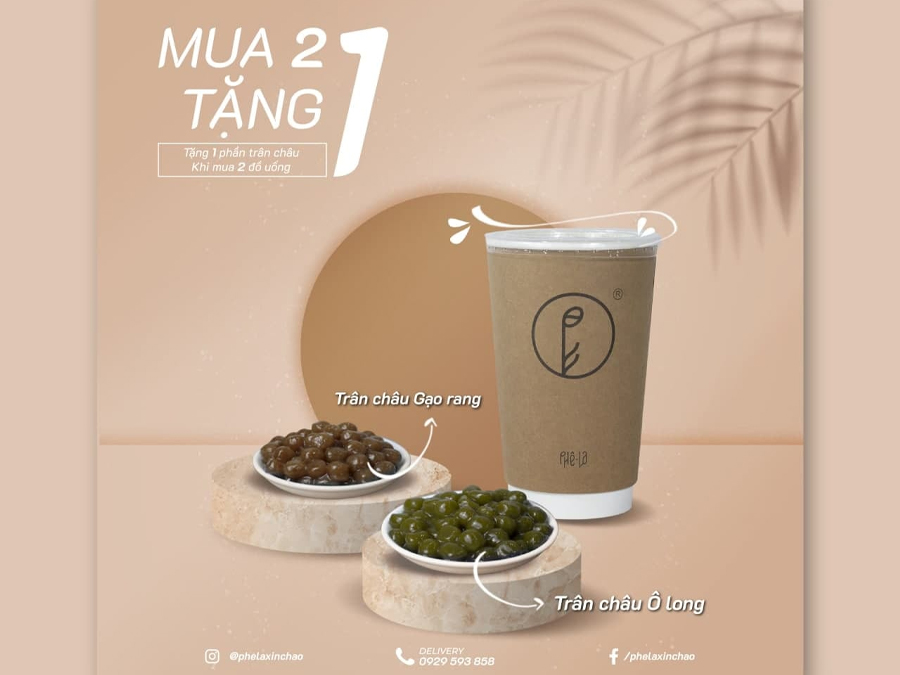 MUA 2
TẶNG 1
Tặng 1 phần trân châu
Khi mua 2 đồ uống
®
Trân châu Gạo rang
PHê·La
Trân châu Ô long
@phelaxinchao
DELIVERY
0929 593 858
/phelaxinchao